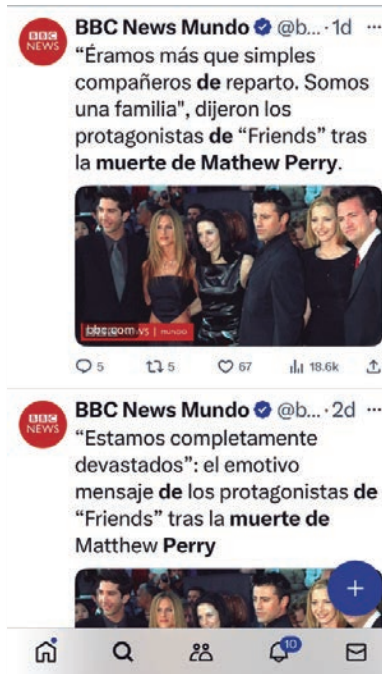 BBC News Mundo @b... · 1d ...
BBC
NEWS
“Éramos más que simples
compañeros de reparto. Somos
una familia", dijeron los
protagonistas de “Friends” tras
la muerte de Mathew Perry.
bbc.com
NEWS | MUNDO
5 5 67 18.6k
BBC News Mundo @b... · 2d ...
BBC
NEWS
“Estamos completamente
devastados”: el emotivo
mensaje de los protagonistas de
“Friends” tras la muerte de
Matthew Perry
+
10